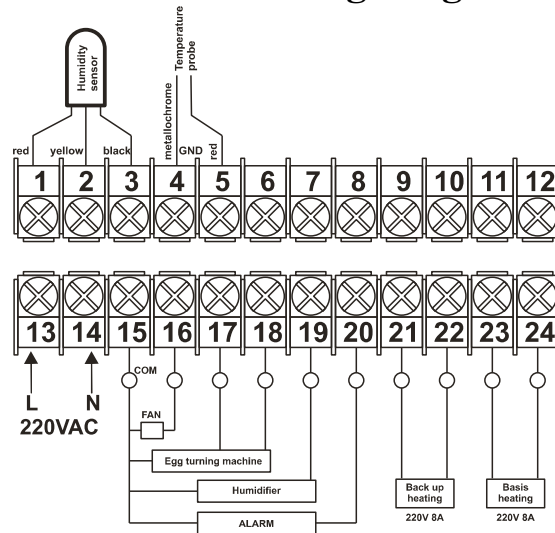 Humidity
sensor
Temperature
probe
metallochrome
GND
red
red yellow black
1 2 3 4 5 6 7 8 9 10 11 12
13 14 15 16 17 18 19 20 21 22 23 24
COM
L N
220VAC
FAN
Egg turning machine
Humidifier
ALARM
Back up
heating
220V 8A
Basis
heating
220V 8A